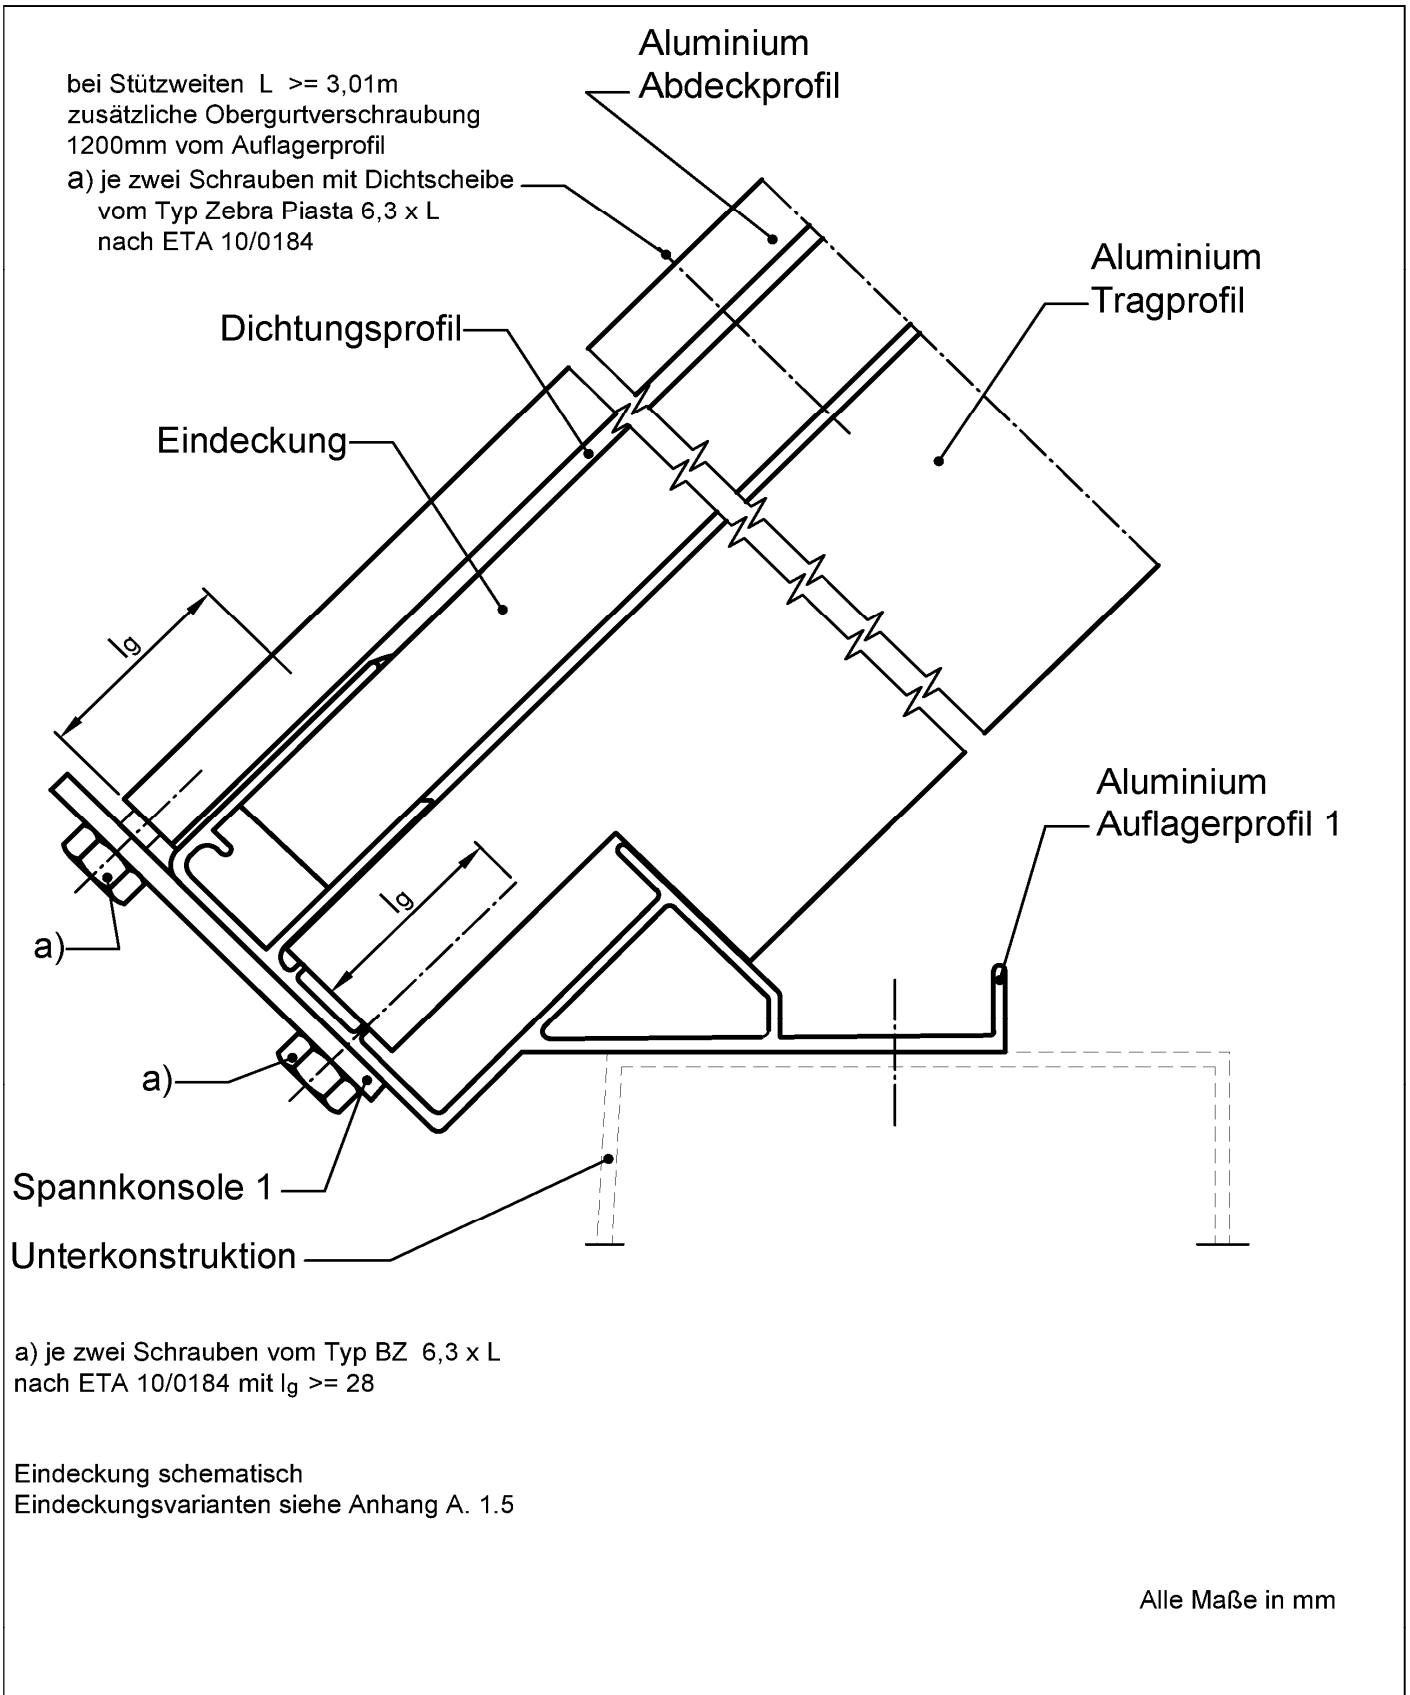 Aluminium
Abdeckprofil
bei Stützweiten L >= 3,01m
zusätzliche Obergurtverschraubung
1200mm vom Auflagerprofil
a) je zwei Schrauben mit Dichtscheibe
vom Typ Zebra Piasta 6,3 x L
nach ETA 10/0184
Aluminium
Tragprofil
Dichtungsprofil
Eindeckung
lg
Aluminium
Auflagerprofil 1
lg
a)
a)
Spannkonsole 1
Unterkonstruktion
a) je zwei Schrauben vom Typ BZ 6,3 x L
nach ETA 10/0184 mit lg >= 28
Eindeckung schematisch
Eindeckungsvarianten siehe Anhang A. 1.5
Alle Maße in mm